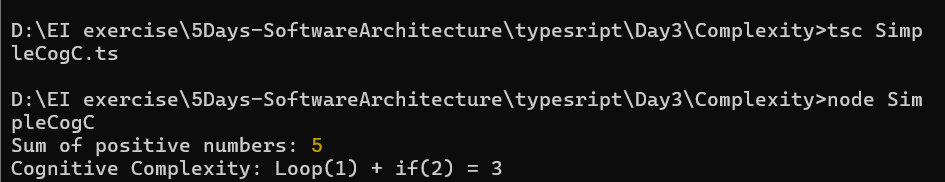 D:\EI exercise\5Days-SoftwareArchitecture\typesript\Day3\Complexity>tsc Simp
leCogC.ts
D:\EI exercise\5Days-SoftwareArchitecture\typesript\Day3\Complexity>node Sim
pleCogC
Sum of positive numbers: 5
Cognitive Complexity: Loop(1) + if(2) = 3